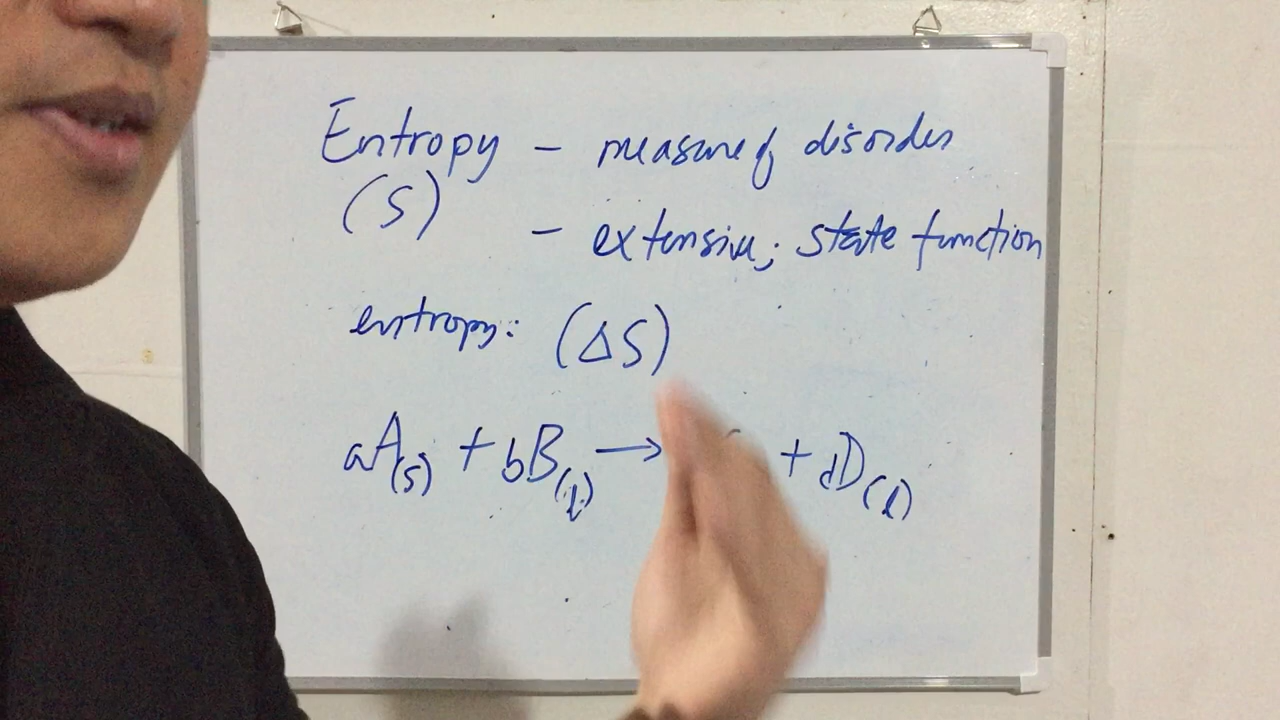 Entropy – measure of disorder
(S) – extensive; state function
entropy: (ΔS)
aA(s) + bB(l) → + dD(l)